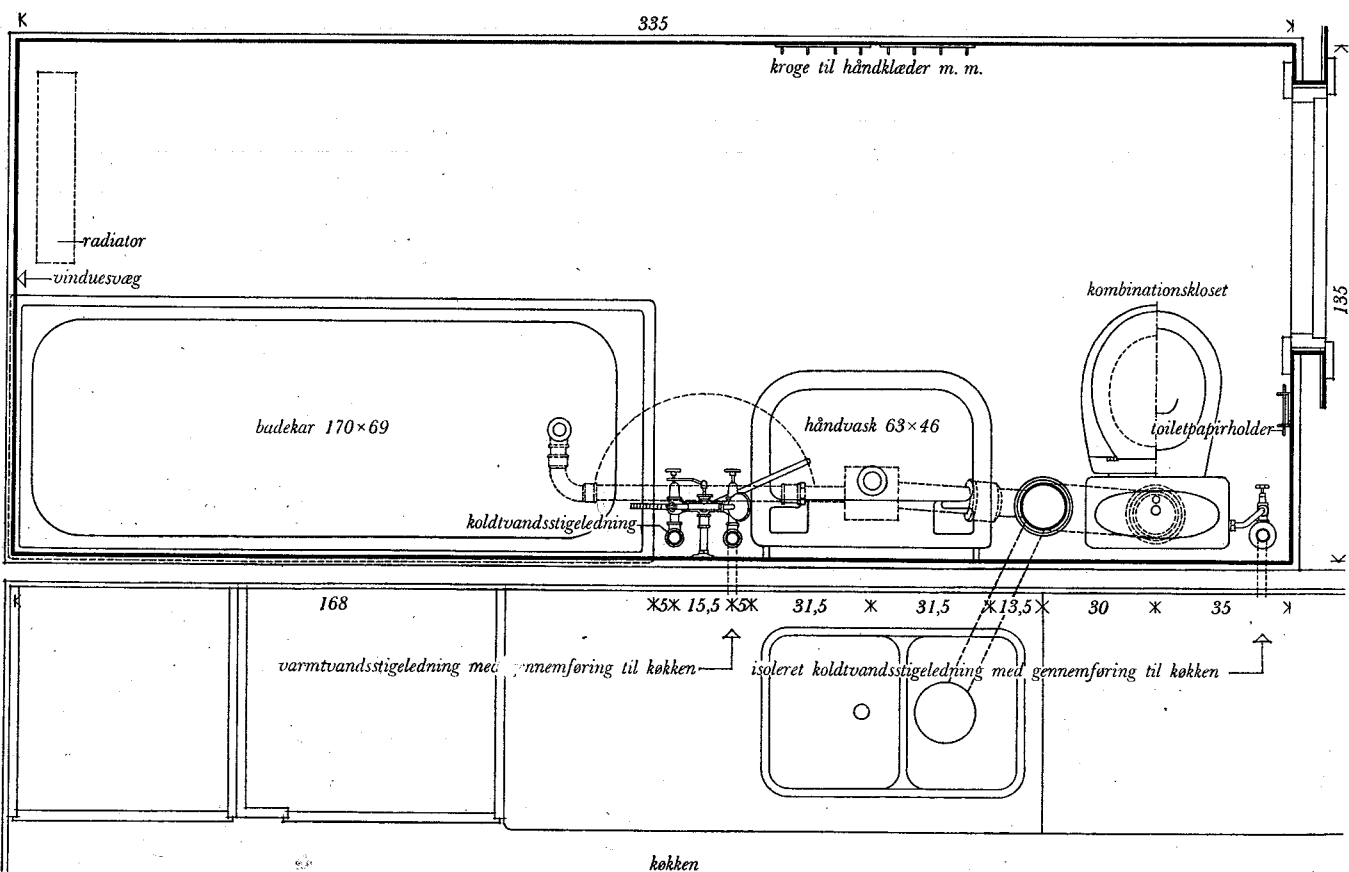 335
kroge til håndklæder m. m.
radiator
vinduesvæg
kombinationskloset
135
badekar 170×69
håndvask 63×46
toiletpapirholder
koldtvandsstigeledning
168
5
15,5
5
31,5
31,5
13,5
30
35
varmtvandsstigeledning med gennemføring til køkken
isoleret koldtvandsstigeledning med gennemføring til køkken
køkken